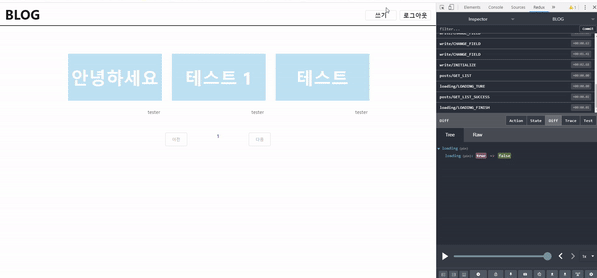 BLOG
쓰기
로그아웃
안녕하세요
테스트 1
테스트
tester
tester
tester
이전
1
다음
Elements
Console
Sources
Redux
Inspector
BLOG
filter...
Commit
write/CHANGE_FIELD
write/CHANGE_FIELD
write/INITIALIZE
posts/GET_LIST
loading/LOADING_TURE
posts/GET_LIST_SUCCESS
loading/LOADING_FINISH
Diff
Action
State
Diff
Trace
Test
Tree
Raw
loading (pin)
loading (pin): true => false
1x